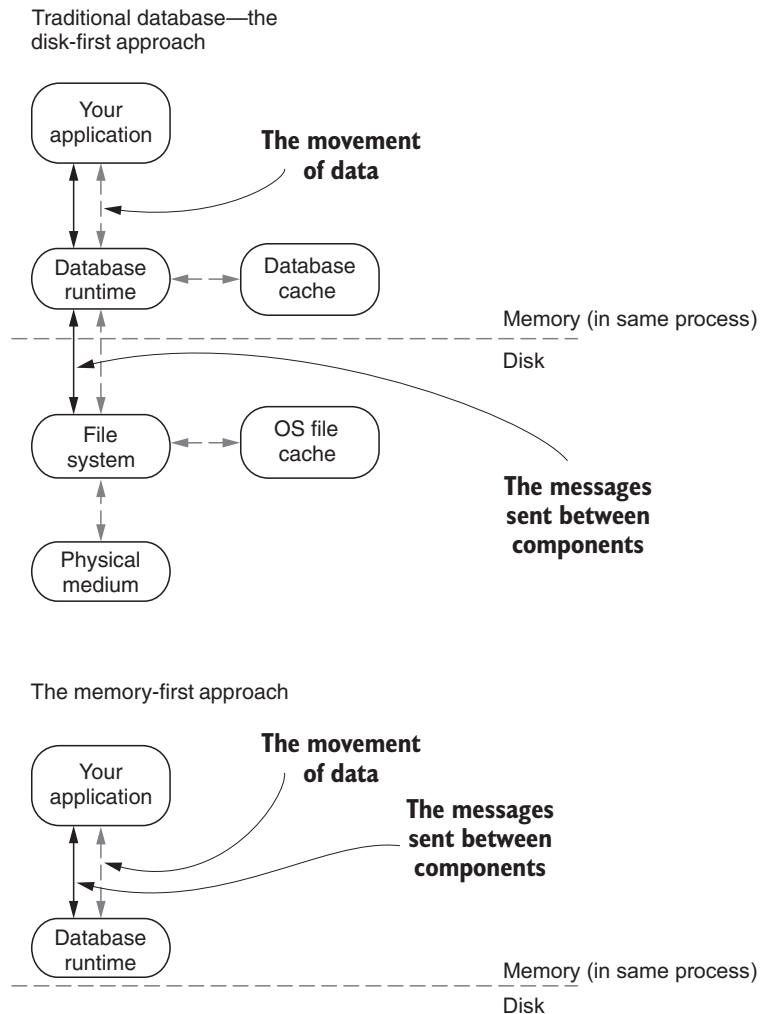 Traditional database—the
disk-first approach
Your
application
The movement
of data
Database
runtime
Database
cache
Memory (in same process)
Disk
File
system
OS file
cache
The messages
sent between
components
Physical
medium
The memory-first approach
Your
application
The movement
of data
The messages
sent between
components
Database
runtime
Memory (in same process)
Disk